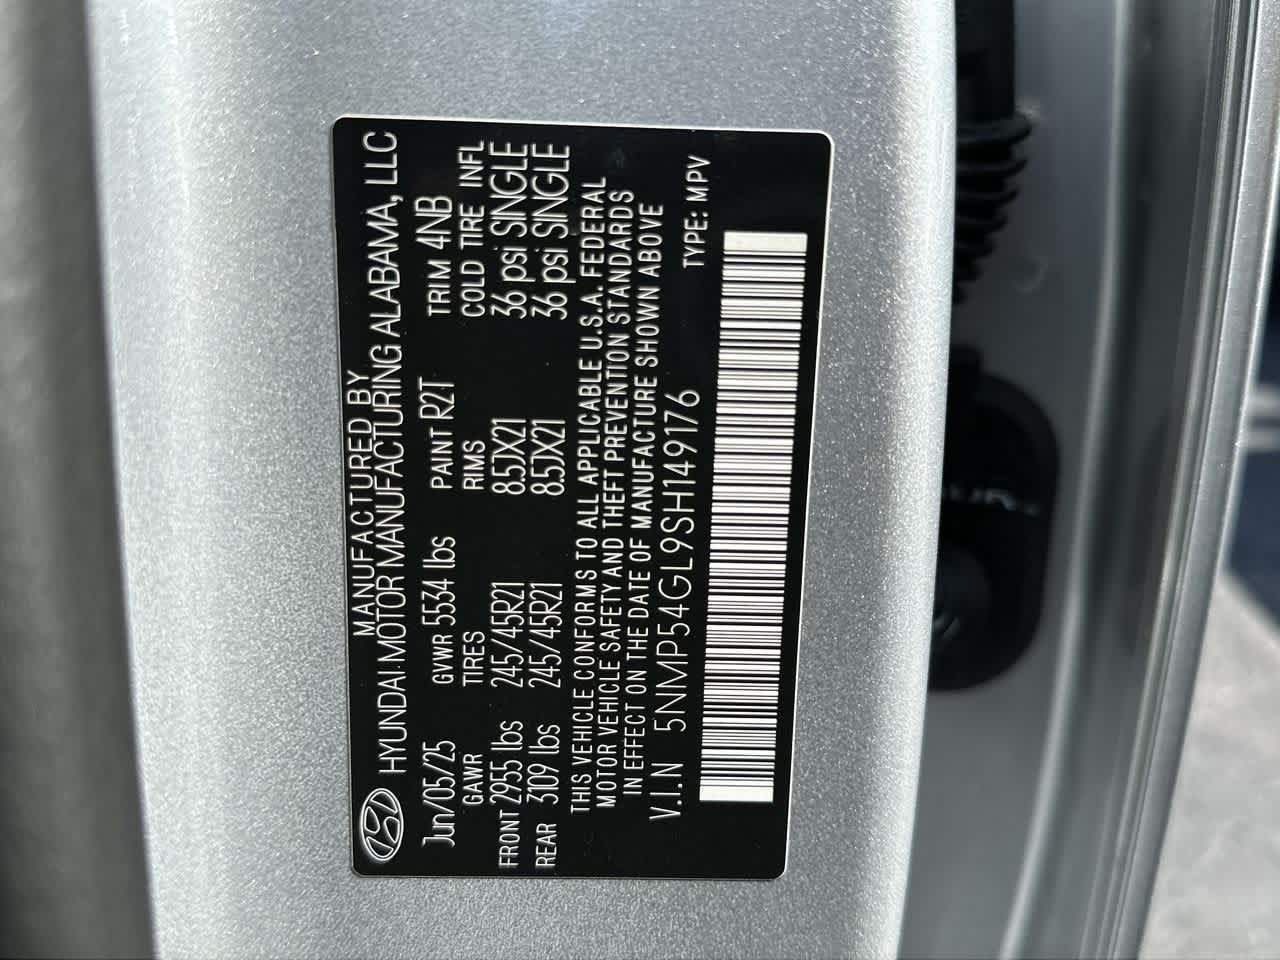 MANUFACTURED BY
HYUNDAI MOTOR MANUFACTURING ALABAMA, LLC
Jun/05/25 GVWR 5534 lbs PAINT R2T TRIM 4NB
GAWR TIRES RIMS COLD TIRE INFL
FRONT 2955 lbs 245/45R21 8.5JX21 36 psi SINGLE
REAR 3109 lbs 245/45R21 8.5JX21 36 psi SINGLE
THIS VEHICLE CONFORMS TO ALL APPLICABLE U.S.A. FEDERAL
MOTOR VEHICLE SAFETY AND THEFT PREVENTION STANDARDS
IN EFFECT ON THE DATE OF MANUFACTURE SHOWN ABOVE
V.I.N 5NMP54GL9SH149176
TYPE: MPV